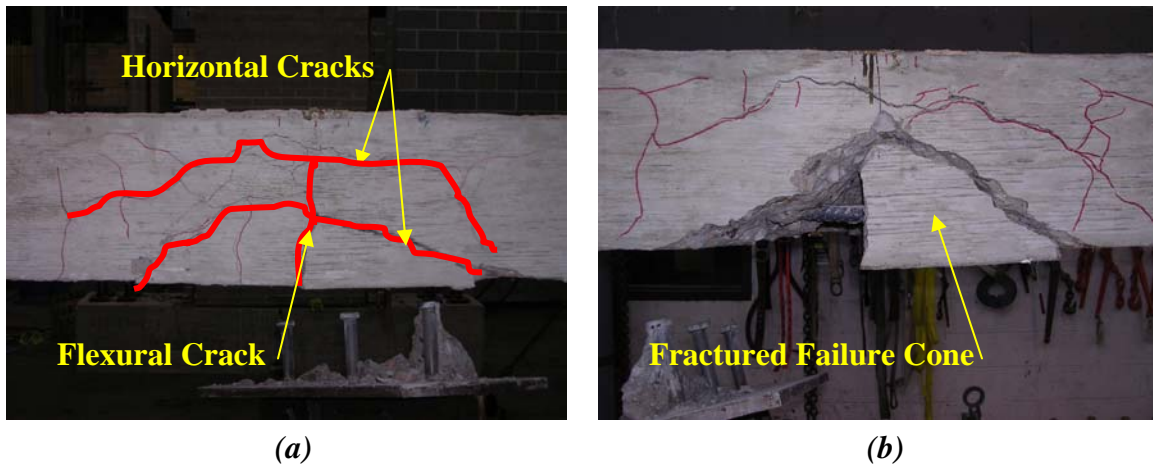 Horizontal Cracks
Flexural Crack
Fractured Failure Cone
(a)
(b)